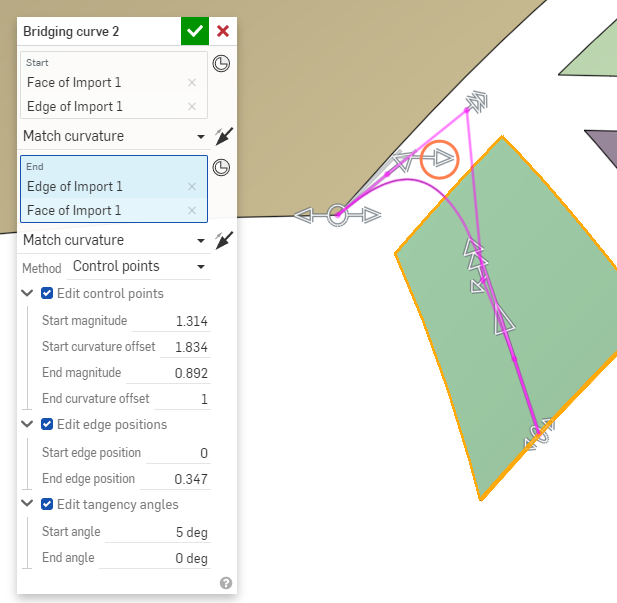 Bridging curve 2
Start
Face of Import 1
Edge of Import 1
Match curvature
End
Edge of Import 1
Face of Import 1
Match curvature
Method Control points
Edit control points
Start magnitude 1.314
Start curvature offset 1.834
End magnitude 0.892
End curvature offset 1
Edit edge positions
Start edge position 0
End edge position 0.347
Edit tangency angles
Start angle 5 deg
End angle 0 deg